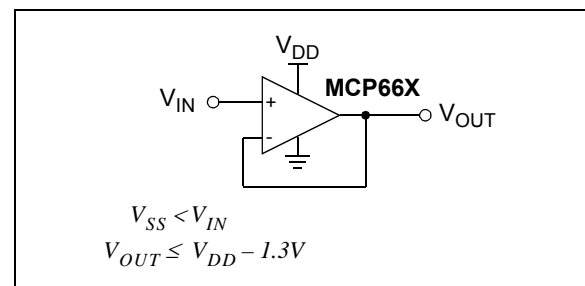 V_DD
MCP66X
V_IN
+
-
V_OUT
V_SS < V_IN
V_OUT ≤ V_DD – 1.3V